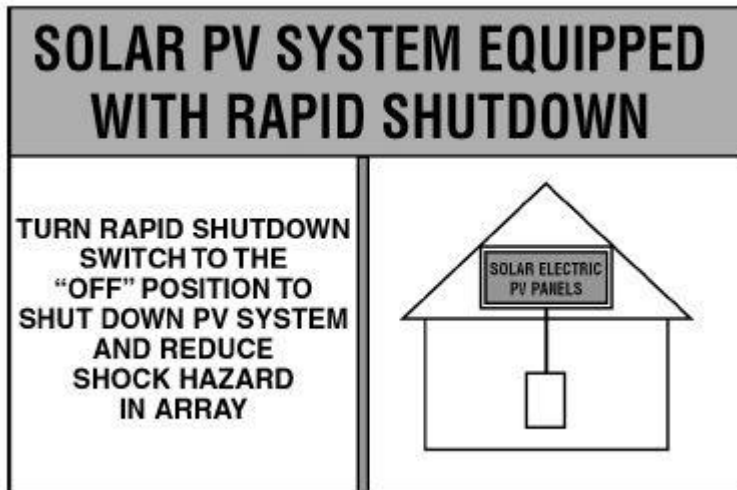 SOLAR PV SYSTEM EQUIPPED
WITH RAPID SHUTDOWN
TURN RAPID SHUTDOWN
SWITCH TO THE
“OFF” POSITION TO
SHUT DOWN PV SYSTEM
AND REDUCE
SHOCK HAZARD
IN ARRAY
SOLAR ELECTRIC
PV PANELS